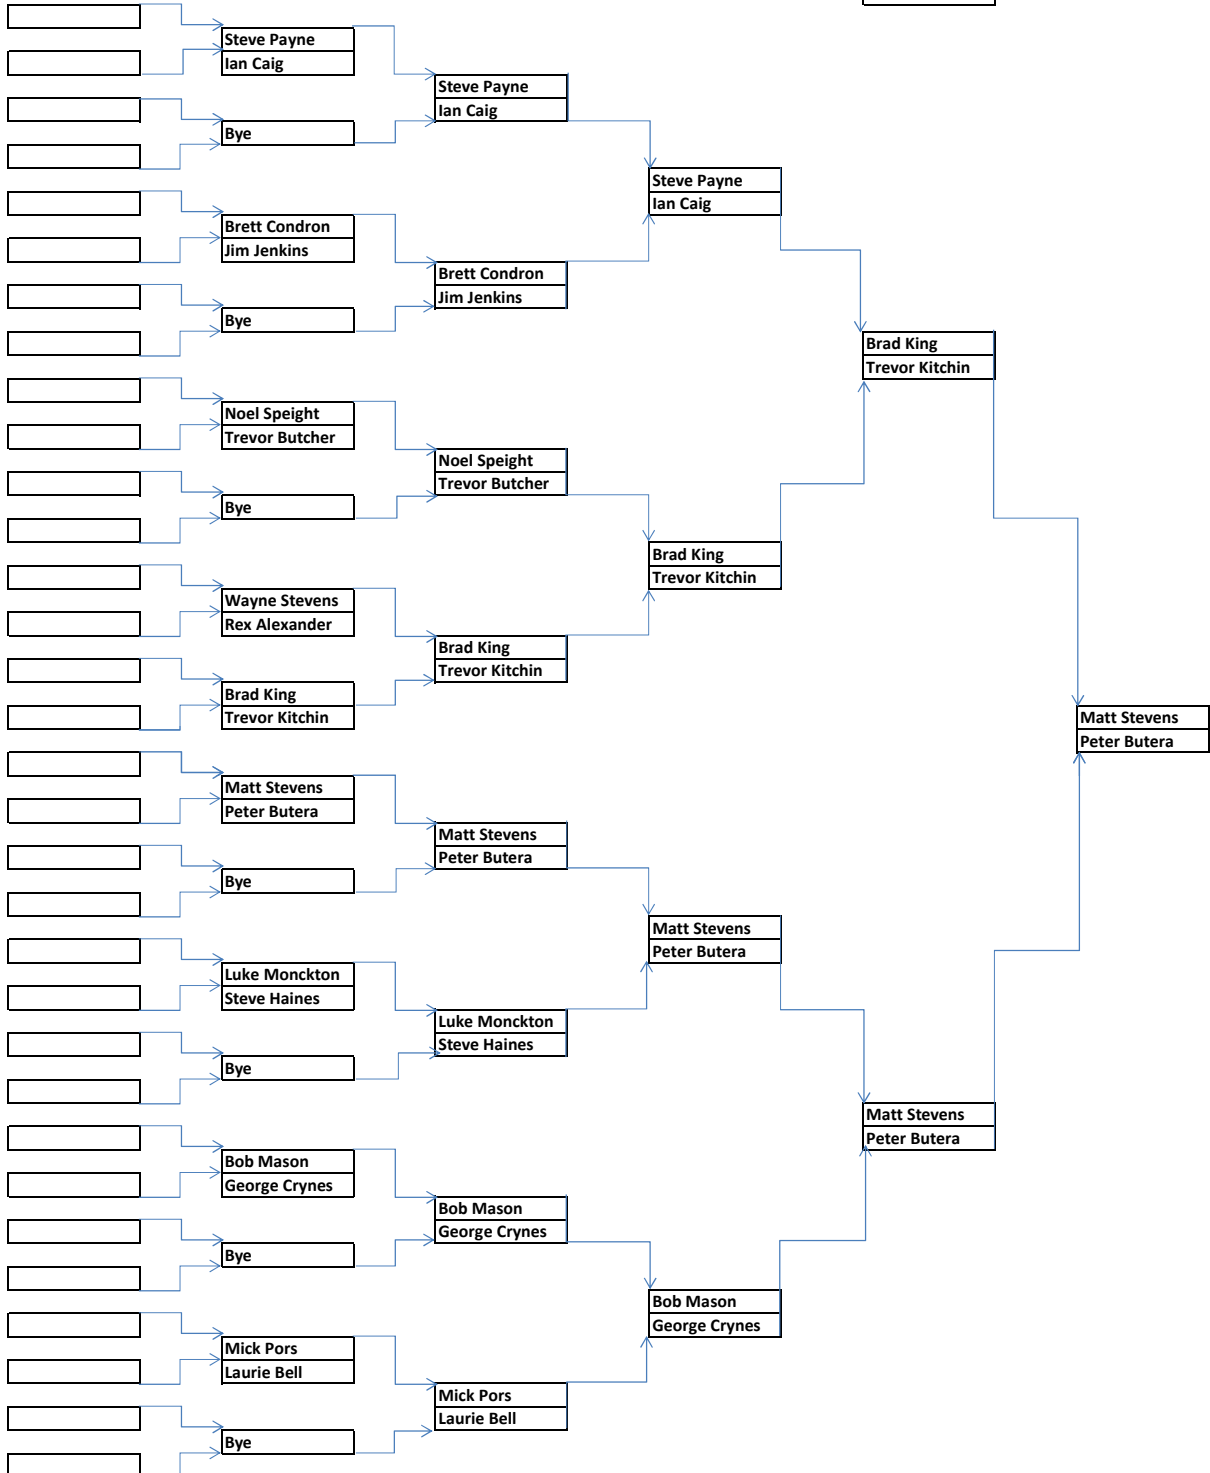 Steve Payne
Ian Caig
Bye
Brett Condron
Jim Jenkins
Bye
Noel Speight
Trevor Butcher
Bye
Wayne Stevens
Rex Alexander
Brad King
Trevor Kitchin
Matt Stevens
Peter Butera
Bye
Luke Monckton
Steve Haines
Bye
Bob Mason
George Crynes
Bye
Mick Pors
Laurie Bell
Bye
Steve Payne
Ian Caig
Brett Condron
Jim Jenkins
Noel Speight
Trevor Butcher
Brad King
Trevor Kitchin
Matt Stevens
Peter Butera
Luke Monckton
Steve Haines
Bob Mason
George Crynes
Mick Pors
Laurie Bell
Steve Payne
Ian Caig
Brad King
Trevor Kitchin
Matt Stevens
Peter Butera
Bob Mason
George Crynes
Brad King
Trevor Kitchin
Matt Stevens
Peter Butera
Matt Stevens
Peter Butera